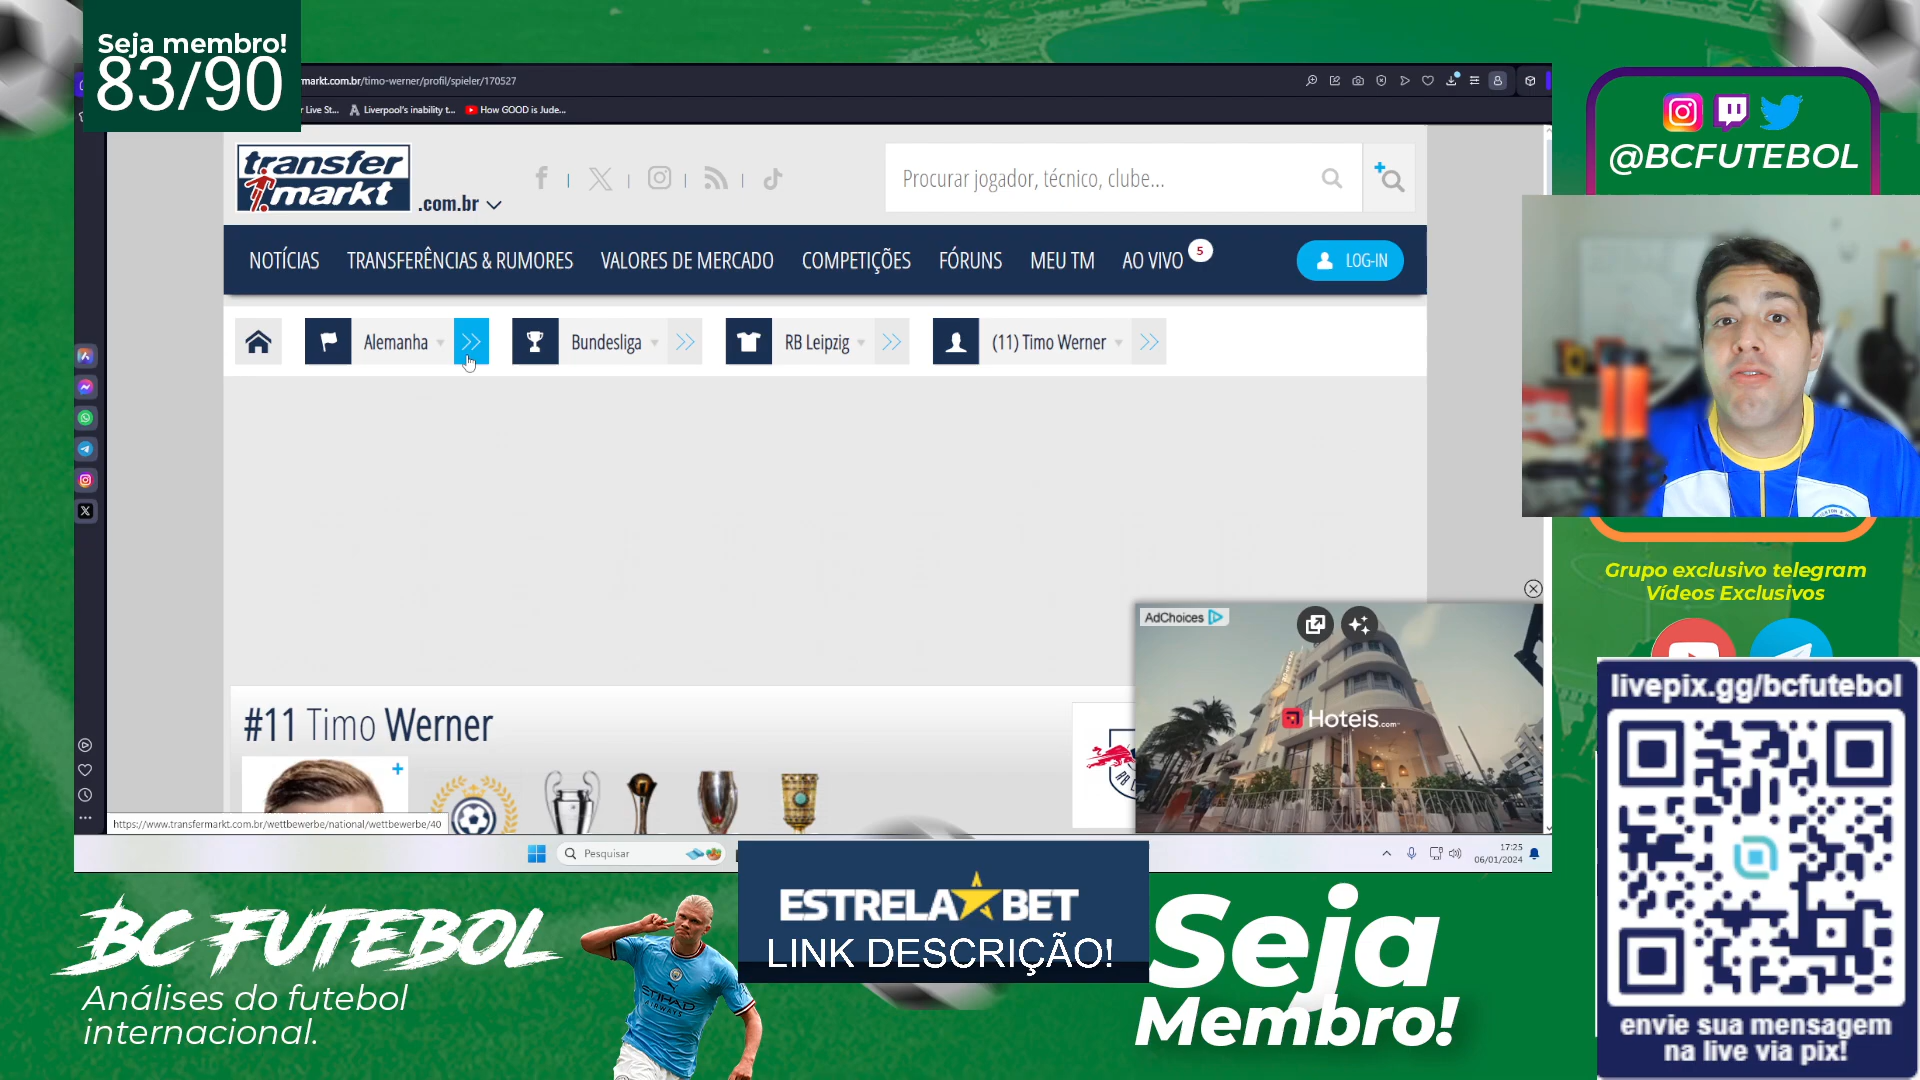 Seja membro!
83/90
markt.com.br/timo-werner/profil/spieler/170527
r Live St...
Liverpool's inability t...
How GOOD is Jude...
transfer
markt
.com.br
Procurar jogador, técnico, clube...
NOTÍCIAS
TRANSFERÊNCIAS & RUMORES
VALORES DE MERCADO
COMPETIÇÕES
FÓRUNS
MEU TM
AO VIVO
5
LOG-IN
Alemanha
Bundesliga
RB Leipzig
(11) Timo Werner
#11 Timo Werner
AdChoices
Hoteis.com
https://www.transfermarkt.com.br/wettbewerbe/national/wettbewerbe/40
Pesquisar
17:25
06/01/2024
@BCFUTEBOL
Grupo exclusivo telegram
Vídeos Exclusivos
livepix.gg/bcfutebol
envie sua mensagem
na live via pix!
BC FUTEBOL
Análises do futebol
internacional.
ETIHAD
AIRWAYS
ESTRELABET
LINK DESCRIÇÃO!
Seja
Membro!